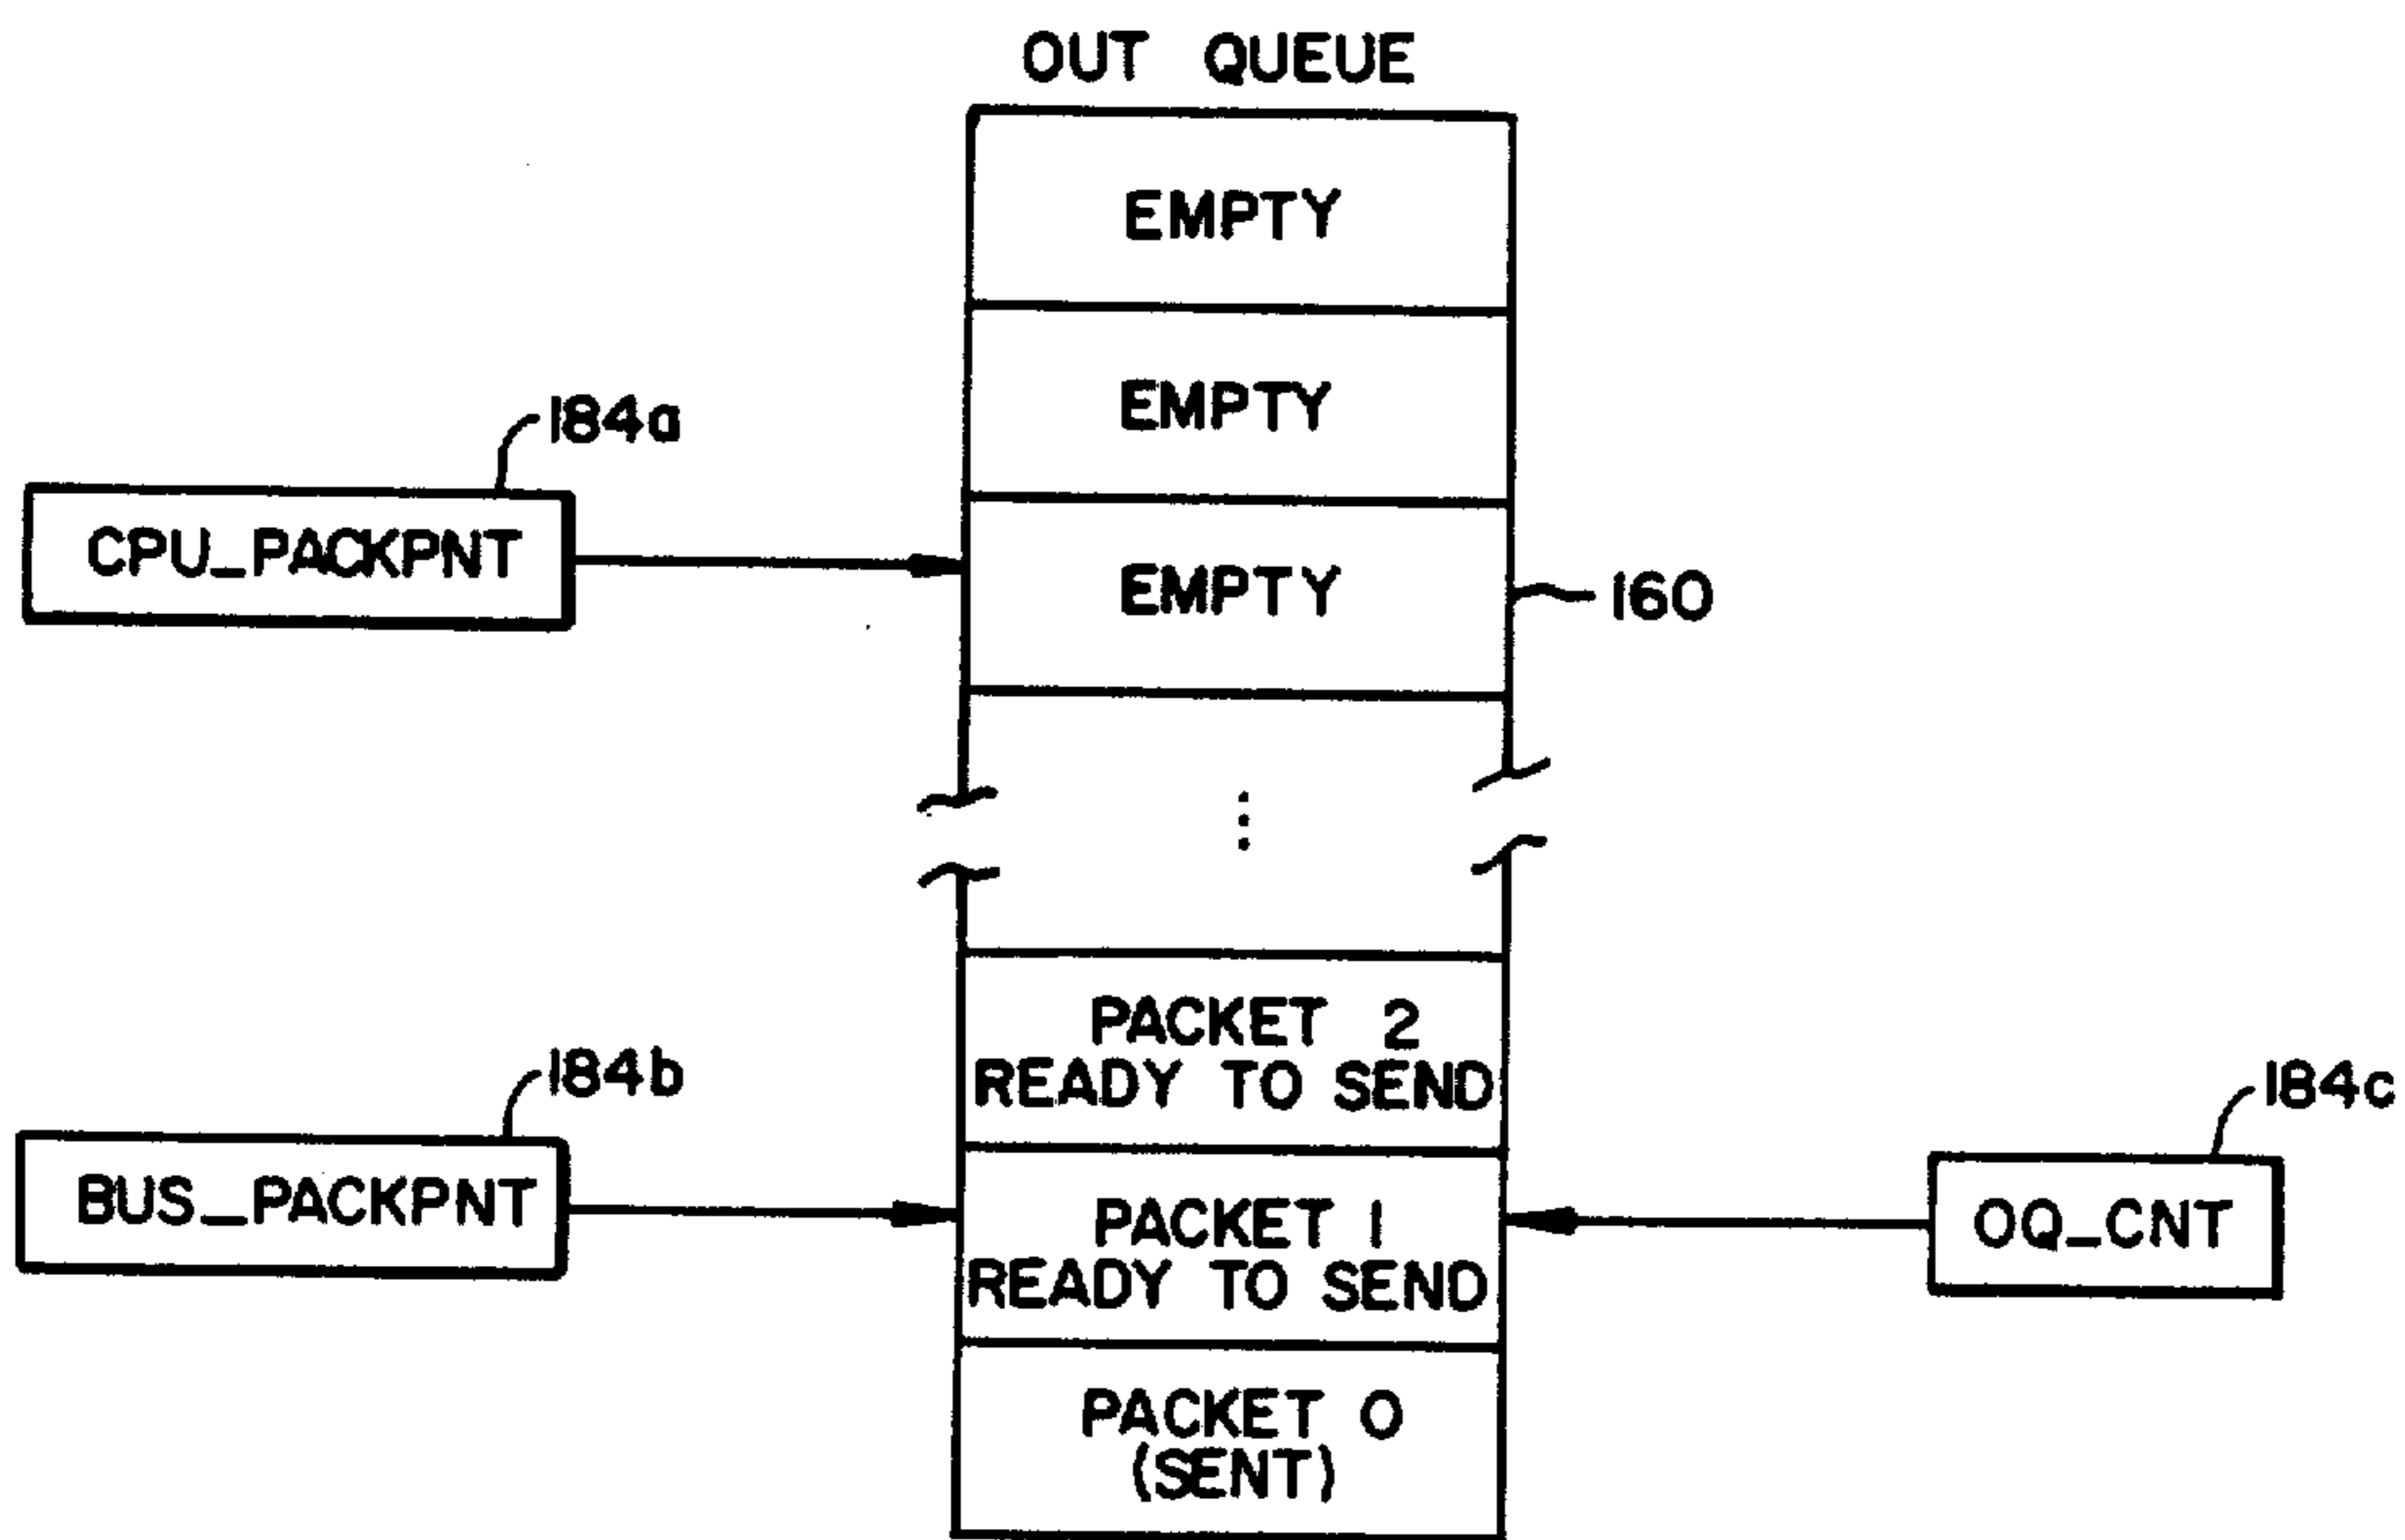 OUT QUEUE
EMPTY
EMPTY
184a
CPU_PACKPNT
EMPTY
160
PACKET 2
READY TO SEND
184b
184c
BUS_PACKPNT
PACKET 1
READY TO SEND
OQ_CNT
PACKET 0
(SENT)